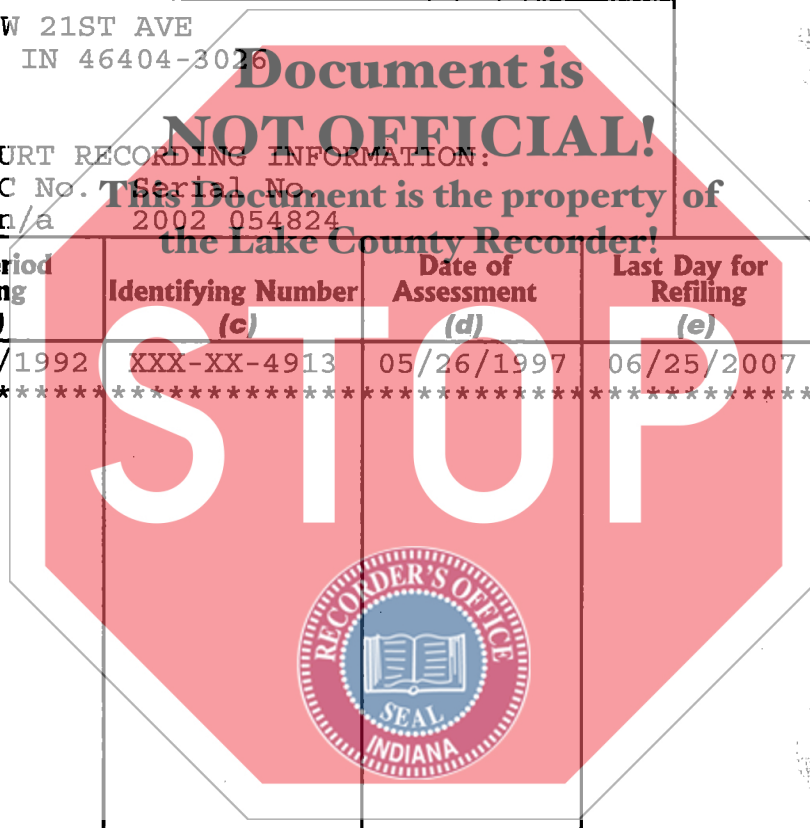 W 21ST AVE
IN 46404-3026
Document is
NOT OFFICIAL!
URT RECORDING INFORMATION:
C No. Serial No.
This Document is the property of
n/a 2002 054824
the Lake County Recorder!
riod
ng
)
Identifying Number
(c)
Date of
Assessment
(d)
Last Day for
Refiling
(e)
/1992 XXX-XX-4913 05/26/1997 06/25/2007
****************************************************
STOP
RECORDER'S OFFICE
SEAL
INDIANA